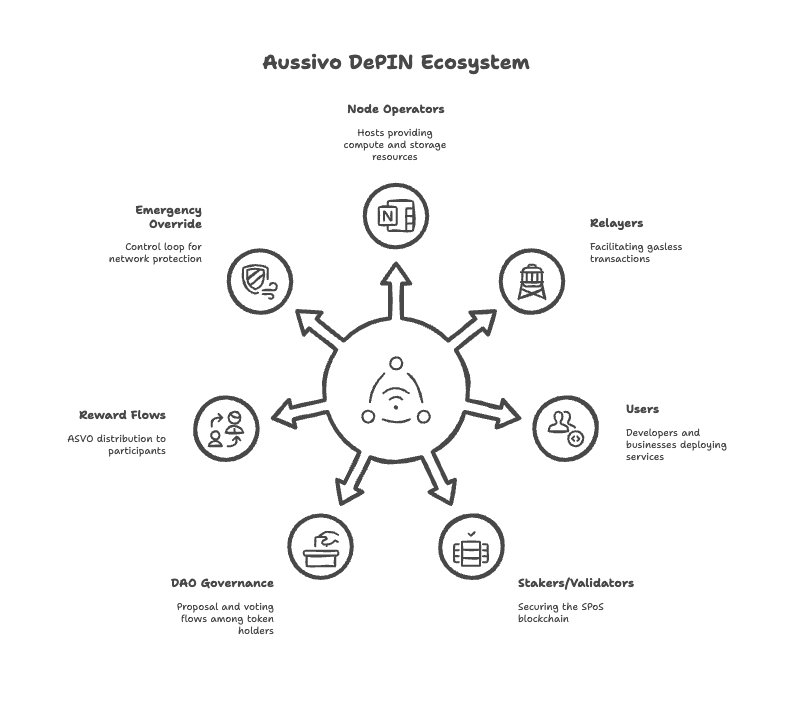 Aussivo DePIN Ecosystem
Node Operators
Hosts providing
compute and storage
resources
N
Emergency
Override
Control loop for
network protection
Relayers
Facilitating gasless
transactions
Reward Flows
ASVO distribution to
participants
Users
Developers and
businesses deploying
services
DAO Governance
Proposal and voting
flows among token
holders
Stakers/Validators
Securing the SPoS
blockchain